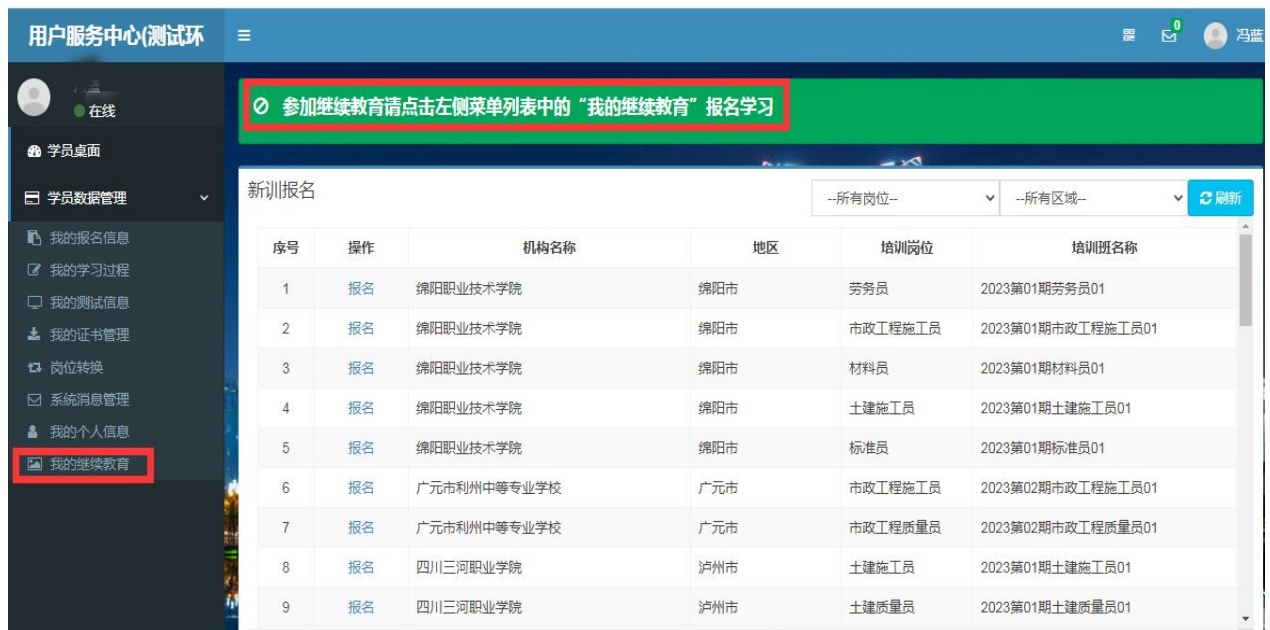 用户服务中心(测试环
0
冯蓝
在线
学员桌面
学员数据管理
我的报名信息
我的学习过程
我的测试信息
我的证书管理
岗位转换
系统消息管理
我的个人信息
我的继续教育
参加继续教育请点击左侧菜单列表中的“我的继续教育”报名学习
新训报名 --所有岗位-- --所有区域-- 刷新
序号 操作 机构名称 地区 培训岗位 培训班名称
1 报名 绵阳职业技术学院 绵阳市 劳务员 2023第01期劳务员01
2 报名 绵阳职业技术学院 绵阳市 市政工程施工员 2023第01期市政工程施工员01
3 报名 绵阳职业技术学院 绵阳市 材料员 2023第01期材料员01
4 报名 绵阳职业技术学院 绵阳市 土建施工员 2023第01期土建施工员01
5 报名 绵阳职业技术学院 绵阳市 标准员 2023第01期标准员01
6 报名 广元市利州中等专业学校 广元市 市政工程施工员 2023第02期市政工程施工员01
7 报名 广元市利州中等专业学校 广元市 市政工程质量员 2023第02期市政工程质量员01
8 报名 四川三河职业学院 泸州市 土建施工员 2023第01期土建施工员01
9 报名 四川三河职业学院 泸州市 土建质量员 2023第01期土建质量员01